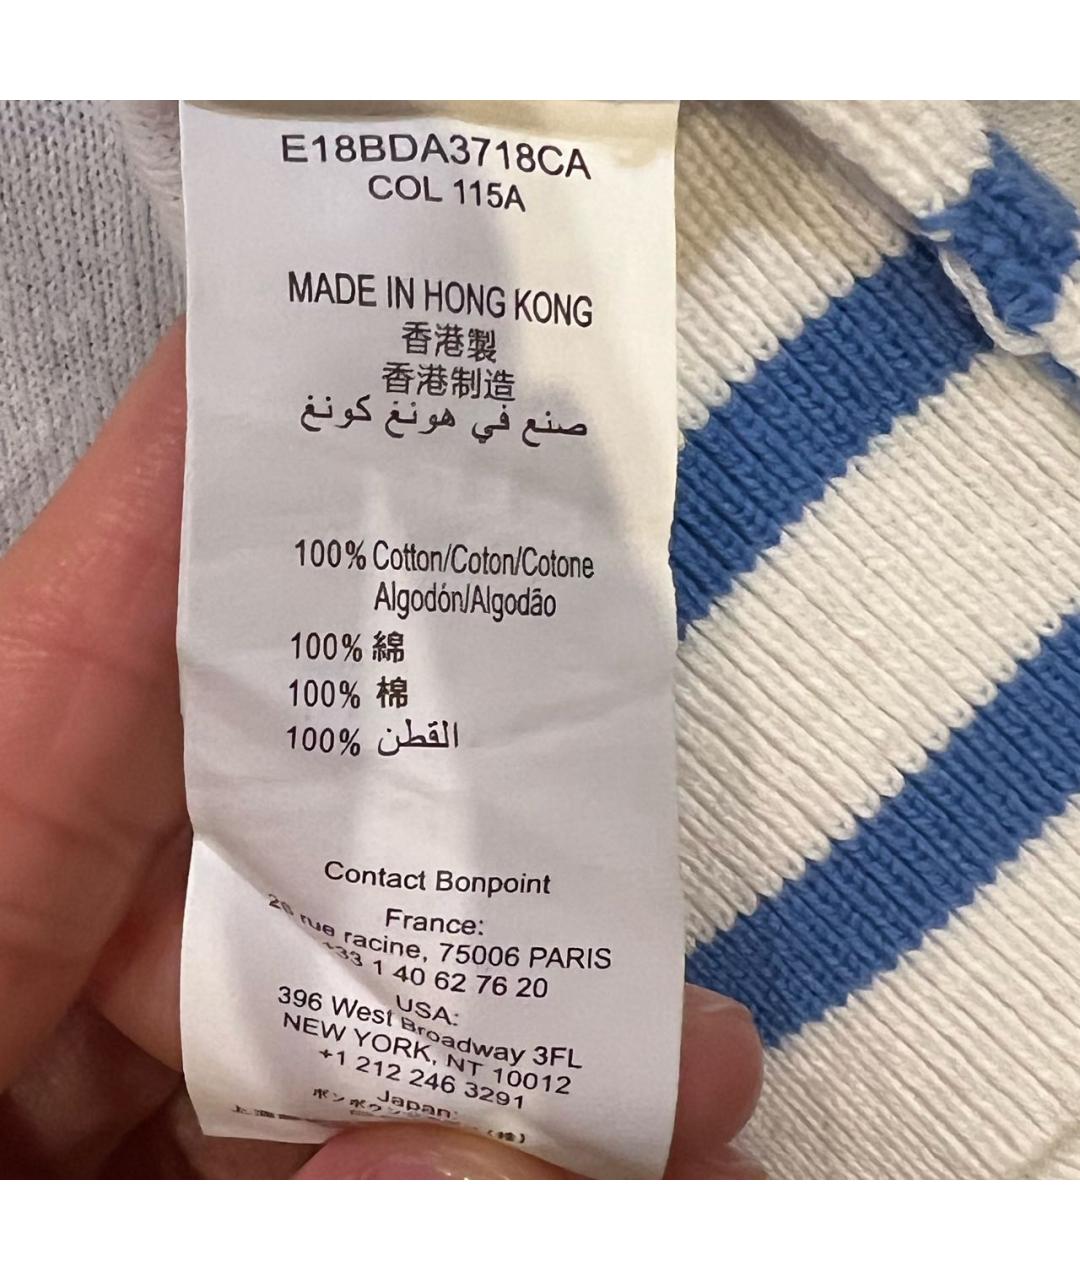 E18BDA3718CA
COL 115A
MADE IN HONG KONG
香港製
香港制造
صنع في هونغ كونغ
100% Cotton/Coton/Cotone
Algodón/Algodão
100% 綿
100% 棉
100% القطن
Contact Bonpoint
France:
rue racine, 75006 PARIS
+33 1 40 62 76 20
USA:
396 West Broadway 3FL
NEW YORK, NT 10012
+1 212 246 3291
Japan: